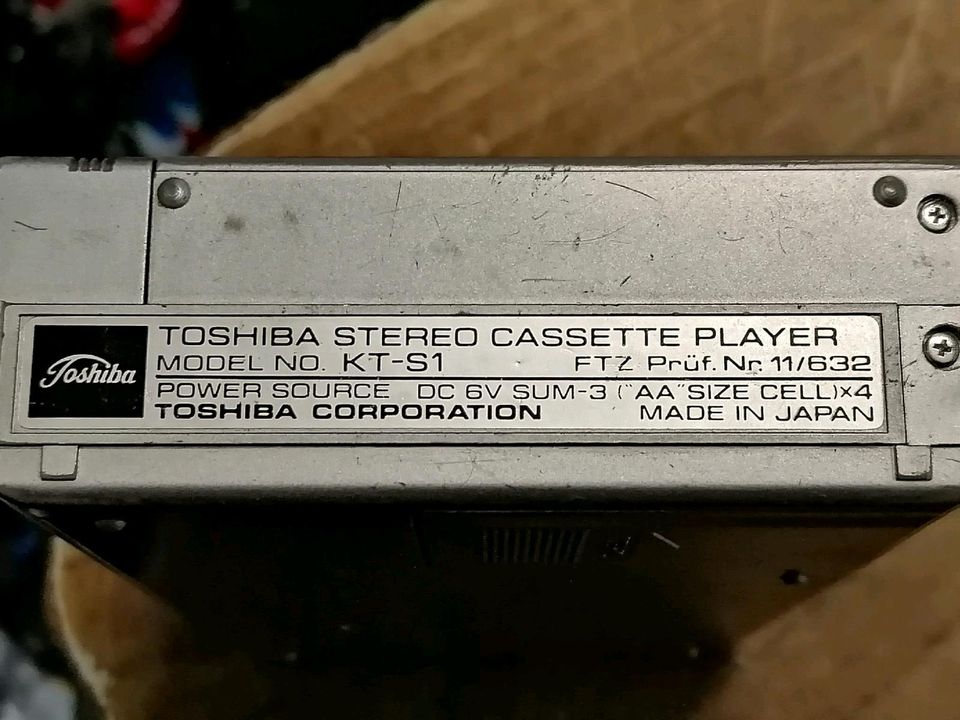 TOSHIBA STEREO CASSETTE PLAYER
Toshiba
MODEL NO. KT-S1 FTZ Prüf. Nr. 11/632
POWER SOURCE DC 6V SUM-3 ("AA" SIZE CELL)×4
TOSHIBA CORPORATION MADE IN JAPAN